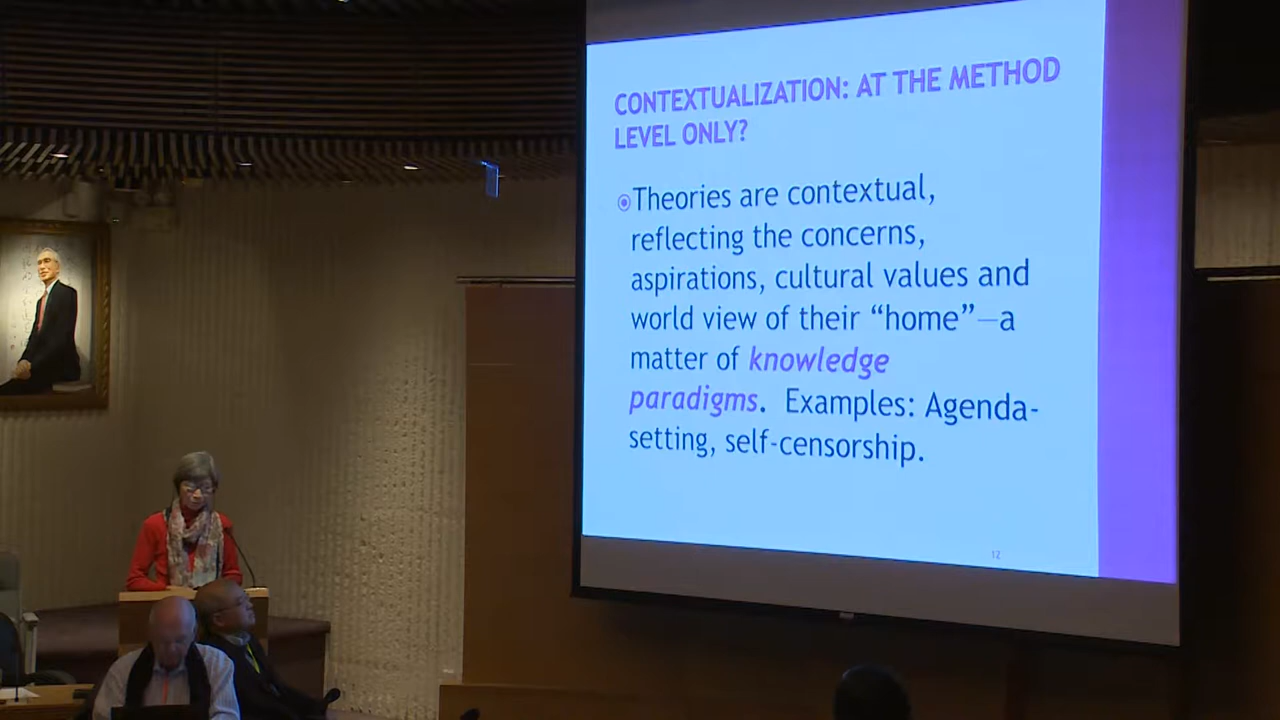 CONTEXTUALIZATION: AT THE METHOD
LEVEL ONLY?
Theories are contextual,
reflecting the concerns,
aspirations, cultural values and
world view of their “home”—a
matter of knowledge
paradigms. Examples: Agenda-
setting, self-censorship.
12